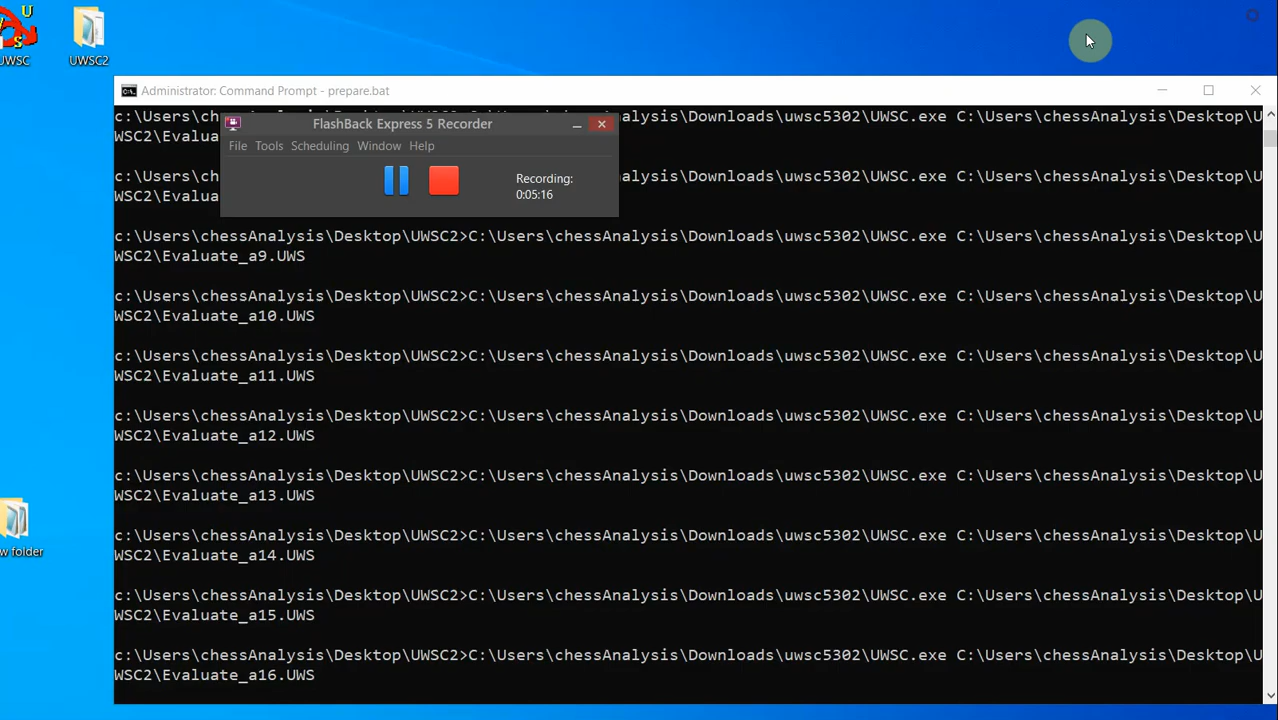 U
S
UWSC
UWSC2
Administrator: Command Prompt - prepare.bat
FlashBack Express 5 Recorder
File Tools Scheduling Window Help
Recording:
0:05:16
c:\Users\c
alysis\Downloads\uwsc5302\UWSC.exe C:\Users\chessAnalysis\Desktop\U
WSC2\Evaluate
c:\Users\c
alysis\Downloads\uwsc5302\UWSC.exe C:\Users\chessAnalysis\Desktop\U
WSC2\Evaluate
c:\Users\chessAnalysis\Desktop\UWSC2>C:\Users\chessAnalysis\Downloads\uwsc5302\UWSC.exe C:\Users\chessAnalysis\Desktop\U
WSC2\Evaluate_a9.UWS
c:\Users\chessAnalysis\Desktop\UWSC2>C:\Users\chessAnalysis\Downloads\uwsc5302\UWSC.exe C:\Users\chessAnalysis\Desktop\U
WSC2\Evaluate_a10.UWS
c:\Users\chessAnalysis\Desktop\UWSC2>C:\Users\chessAnalysis\Downloads\uwsc5302\UWSC.exe C:\Users\chessAnalysis\Desktop\U
WSC2\Evaluate_a11.UWS
c:\Users\chessAnalysis\Desktop\UWSC2>C:\Users\chessAnalysis\Downloads\uwsc5302\UWSC.exe C:\Users\chessAnalysis\Desktop\U
WSC2\Evaluate_a12.UWS
c:\Users\chessAnalysis\Desktop\UWSC2>C:\Users\chessAnalysis\Downloads\uwsc5302\UWSC.exe C:\Users\chessAnalysis\Desktop\U
WSC2\Evaluate_a13.UWS
c:\Users\chessAnalysis\Desktop\UWSC2>C:\Users\chessAnalysis\Downloads\uwsc5302\UWSC.exe C:\Users\chessAnalysis\Desktop\U
WSC2\Evaluate_a14.UWS
c:\Users\chessAnalysis\Desktop\UWSC2>C:\Users\chessAnalysis\Downloads\uwsc5302\UWSC.exe C:\Users\chessAnalysis\Desktop\U
WSC2\Evaluate_a15.UWS
c:\Users\chessAnalysis\Desktop\UWSC2>C:\Users\chessAnalysis\Downloads\uwsc5302\UWSC.exe C:\Users\chessAnalysis\Desktop\U
WSC2\Evaluate_a16.UWS
w folder